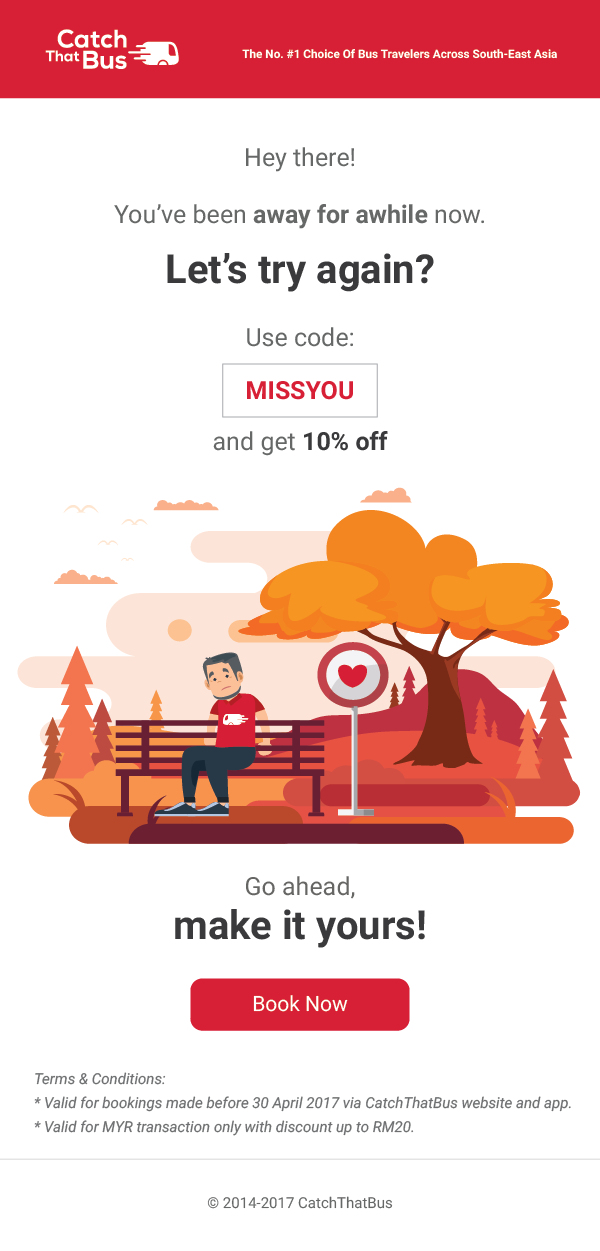 Catch
That Bus
The No. #1 Choice Of Bus Travelers Across South-East Asia
Hey there!
You've been away for awhile now.
Let's try again?
Use code:
MISSYOU
and get 10% off
Go ahead,
make it yours!
Book Now
Terms & Conditions:
* Valid for bookings made before 30 April 2017 via CatchThatBus website and app.
* Valid for MYR transaction only with discount up to RM20.
© 2014-2017 CatchThatBus